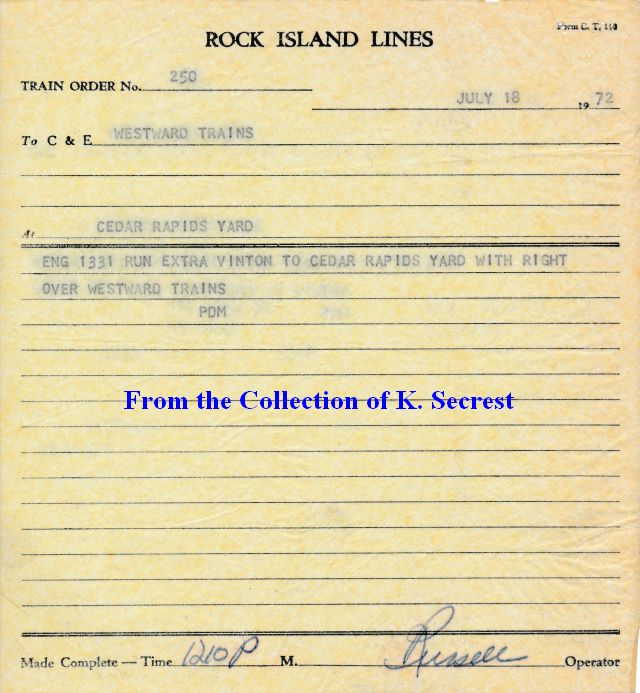 Form C. T. 110
ROCK ISLAND LINES
TRAIN ORDER No. 250
JULY 18 1972
To C & E WESTWARD TRAINS
At CEDAR RAPIDS YARD
ENG 1331 RUN EXTRA VINTON TO CEDAR RAPIDS YARD WITH RIGHT
OVER WESTWARD TRAINS
PDM
From the Collection of K. Secrest
Made Complete — Time 1210 P M. Russell Operator